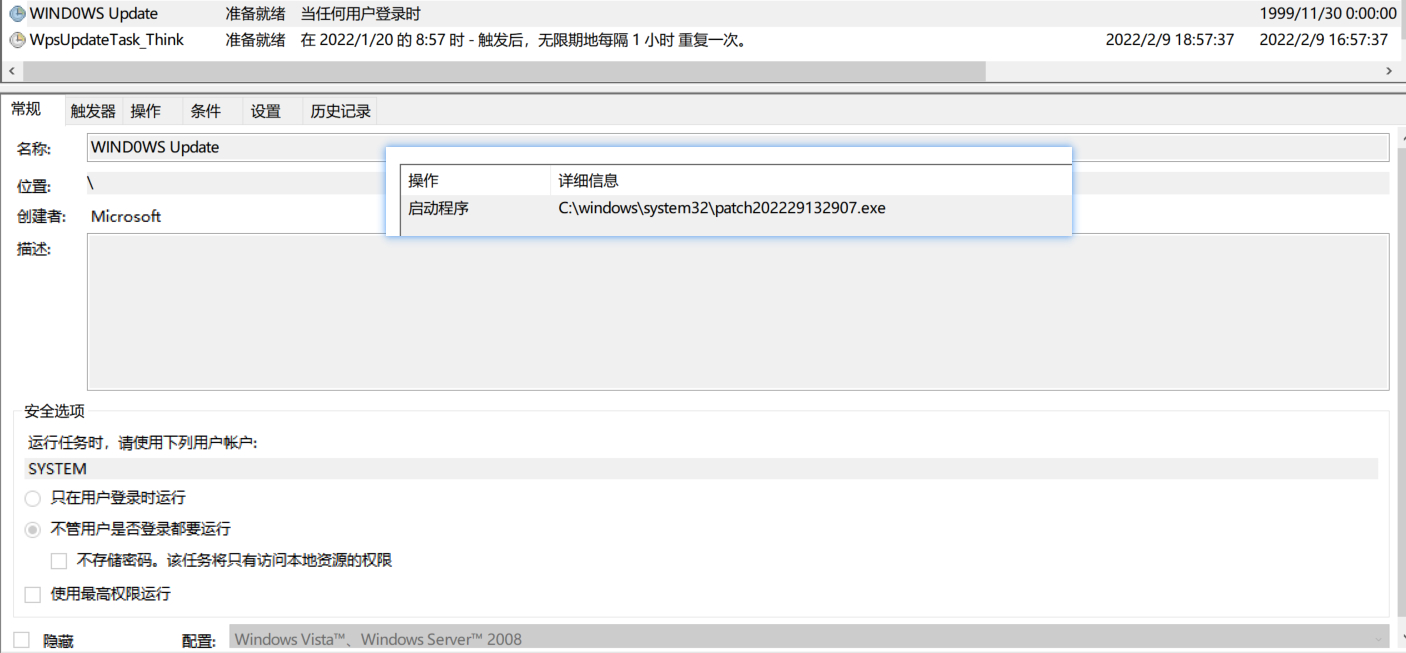 WIND0WS Update 准备就绪 当任何用户登录时 1999/11/30 0:00:00
WpsUpdateTask_Think 准备就绪 在 2022/1/20 的 8:57 时 - 触发后，无限期地每隔 1 小时 重复一次。 2022/2/9 18:57:37 2022/2/9 16:57:37
常规 触发器 操作 条件 设置 历史记录
名称: WIND0WS Update
位置: \
创建者: Microsoft
描述:
操作 详细信息
启动程序 C:\windows\system32\patch202229132907.exe
安全选项
运行任务时，请使用下列用户帐户:
SYSTEM
只在用户登录时运行
不管用户是否登录都要运行
不存储密码。该任务将只有访问本地资源的权限
使用最高权限运行
隐藏 配置: Windows Vista™、Windows Server™ 2008